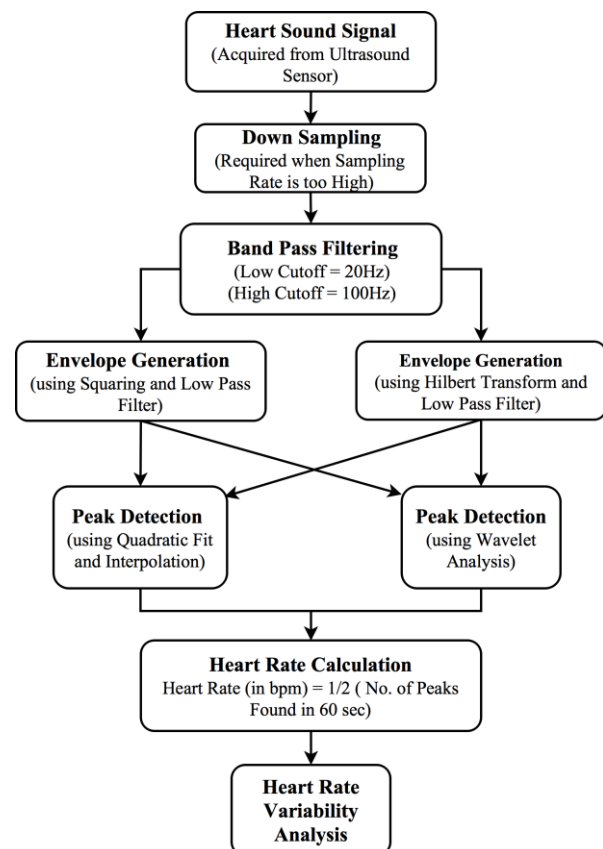 Heart Sound Signal
(Acquired from Ultrasound
Sensor)
Down Sampling
(Required when Sampling
Rate is too High)
Band Pass Filtering
(Low Cutoff = 20Hz)
(High Cutoff = 100Hz)
Envelope Generation
(using Squaring and Low Pass
Filter)
Envelope Generation
(using Hilbert Transform and
Low Pass Filter)
Peak Detection
(using Quadratic Fit
and Interpolation)
Peak Detection
(using Wavelet
Analysis)
Heart Rate Calculation
Heart Rate (in bpm) = 1/2 ( No. of Peaks
Found in 60 sec)
Heart Rate
Variability
Analysis